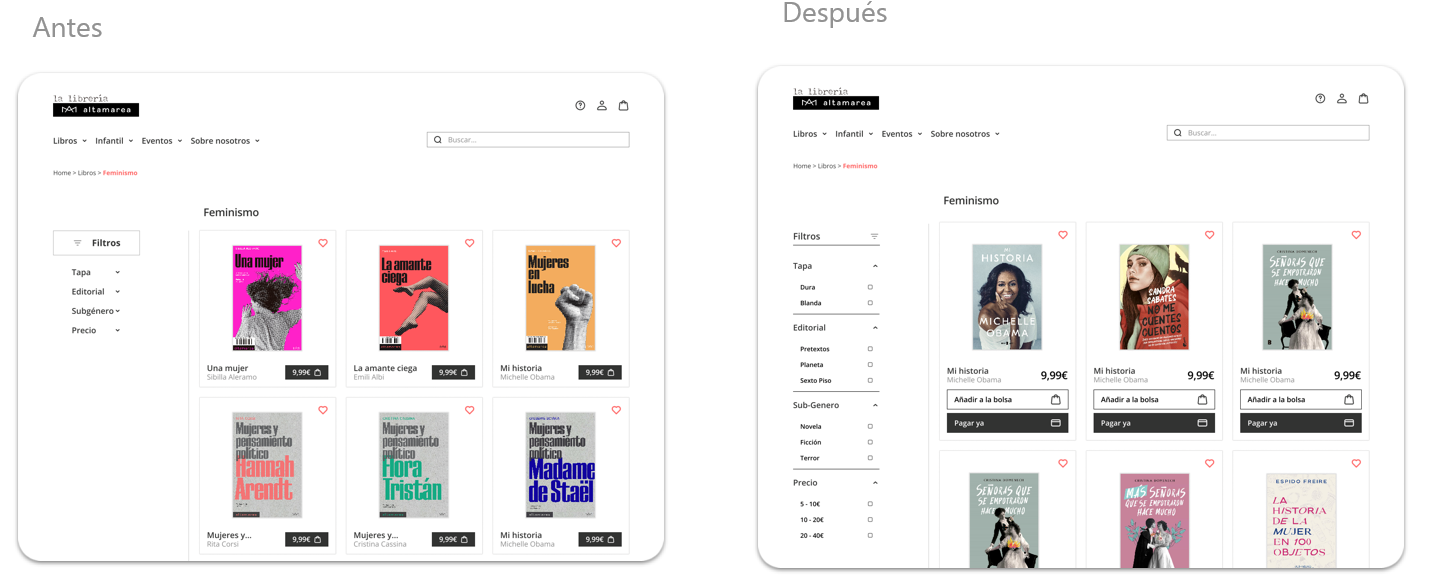 Antes
la librería
altamarea
Libros Infantil Eventos Sobre nosotros
Buscar...
Home > Libros > Feminismo
Feminismo
Filtros
Tapa
Editorial
Subgénero
Precio
Una mujer
La amante
ciega
Mujeres
en
lucha
Una mujer
Sibilla Aleramo
9,99€
La amante ciega
Emili Albi
9,99€
Mi historia
Michelle Obama
9,99€
Mujeres y
pensamiento
político
Hannah
Arendt
Mujeres y
pensamiento
político
Flora
Tristán
Mujeres y
pensamiento
político
Madame
de Staël
Mujeres y...
Rita Corsi
9,99€
Mujeres y...
Cristina Cassina
9,99€
Mi historia
Michelle Obama
9,99€
Después
la librería
altamarea
Libros Infantil Eventos Sobre nosotros
Buscar...
Home > Libros > Feminismo
Feminismo
Filtros
Tapa
Dura
Blanda
Editorial
Pretextos
Planeta
Sexto Piso
Sub-Genero
Novela
Ficción
Terror
Precio
5 - 10€
10 - 20€
20 - 40€
MI
HISTORIA
MICHELLE
OBAMA
SANDRA
SABATÉS
NO ME
CUENTES
CUENTOS
SEÑORAS QUE
SE EMPOTRARON
HACE MUCHO
Mi historia
Michelle Obama
9,99€
Añadir a la bolsa
Pagar ya
Mi historia
Michelle Obama
9,99€
Añadir a la bolsa
Pagar ya
Mi historia
Michelle Obama
9,99€
Añadir a la bolsa
Pagar ya
SEÑORAS QUE
SE EMPOTRARON
HACE MUCHO
MÁS SEÑORAS
QUE SE EMPOTRARON
HACE MUCHO
ESPIDO FREIRE
LA
HISTORIA
DE LA
MUJER
EN 100
OBJETOS